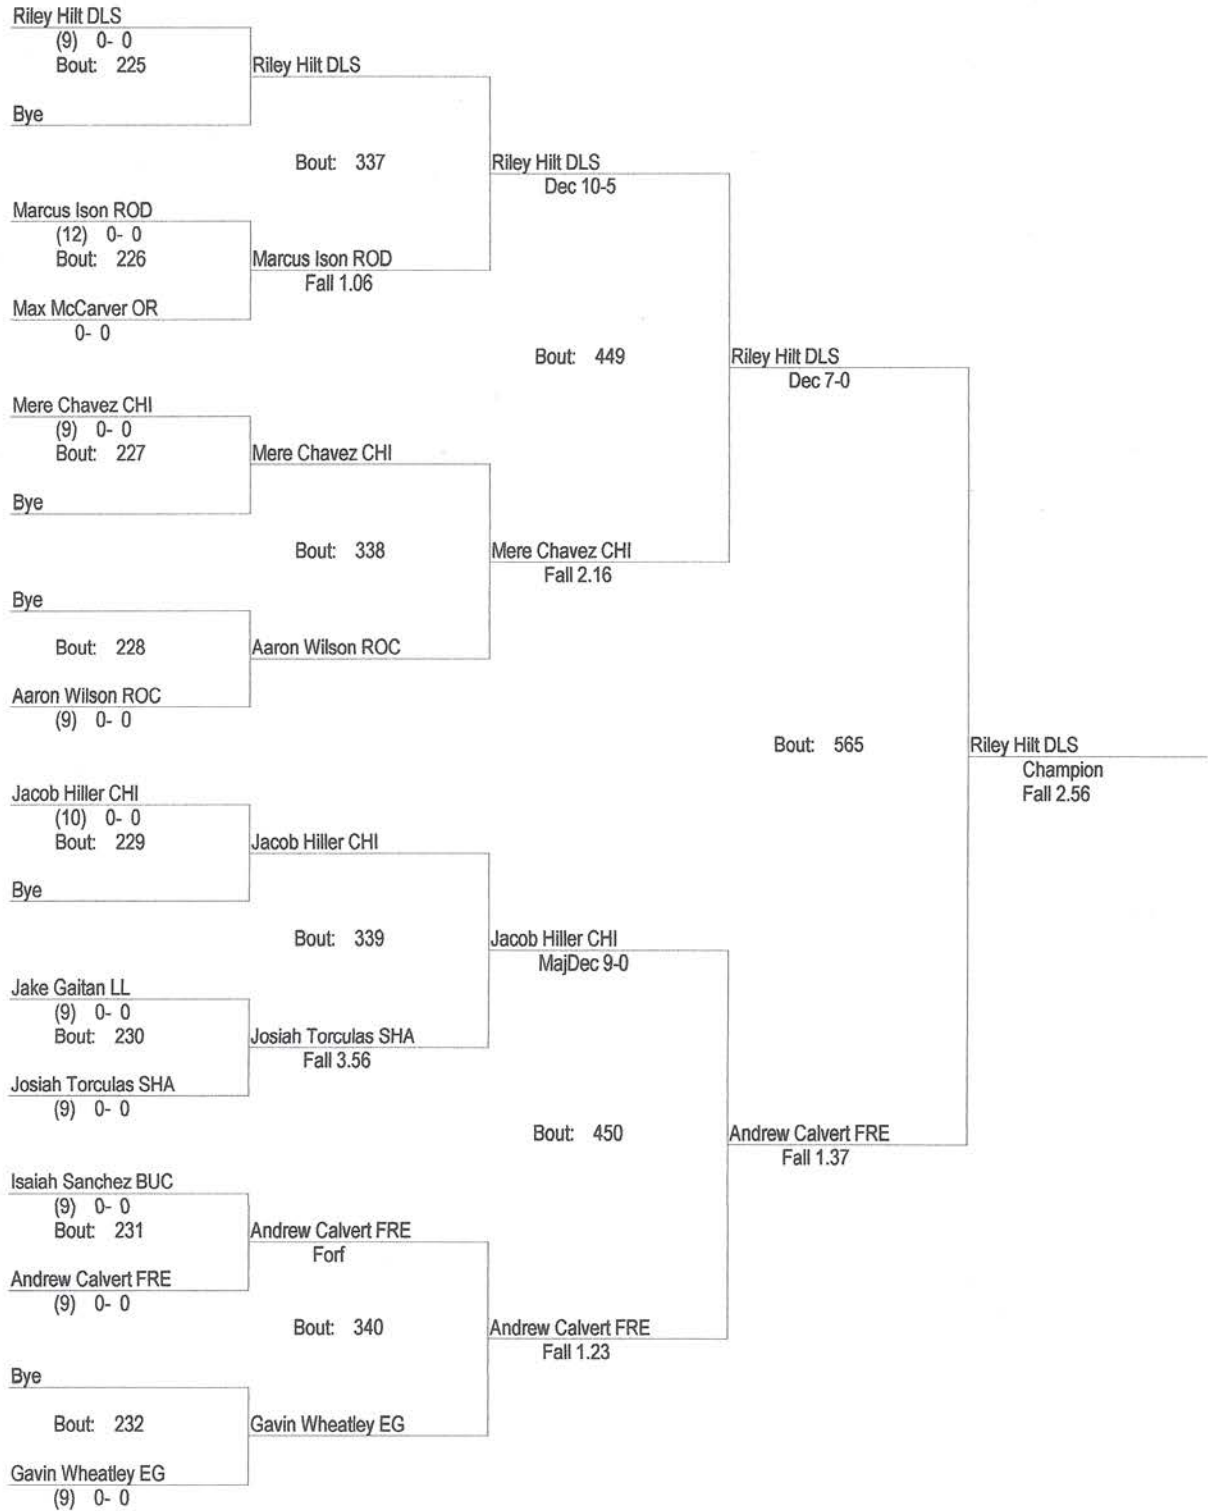 Riley Hilt DLS
(9) 0- 0
Bout: 225
Riley Hilt DLS
Bye
Bout: 337
Riley Hilt DLS
Dec 10-5
Marcus Ison ROD
(12) 0- 0
Bout: 226
Marcus Ison ROD
Fall 1.06
Max McCarver OR
0- 0
Bout: 449
Riley Hilt DLS
Dec 7-0
Mere Chavez CHI
(9) 0- 0
Bout: 227
Mere Chavez CHI
Bye
Bout: 338
Mere Chavez CHI
Fall 2.16
Bye
Bout: 228
Aaron Wilson ROC
Aaron Wilson ROC
(9) 0- 0
Bout: 565
Riley Hilt DLS
Champion
Fall 2.56
Jacob Hiller CHI
(10) 0- 0
Bout: 229
Jacob Hiller CHI
Bye
Bout: 339
Jacob Hiller CHI
MajDec 9-0
Jake Gaitan LL
(9) 0- 0
Bout: 230
Josiah Torculas SHA
Fall 3.56
Josiah Torculas SHA
(9) 0- 0
Bout: 450
Andrew Calvert FRE
Fall 1.37
Isaiah Sanchez BUC
(9) 0- 0
Bout: 231
Andrew Calvert FRE
Forf
Andrew Calvert FRE
(9) 0- 0
Bout: 340
Andrew Calvert FRE
Fall 1.23
Bye
Bout: 232
Gavin Wheatley EG
Gavin Wheatley EG
(9) 0- 0